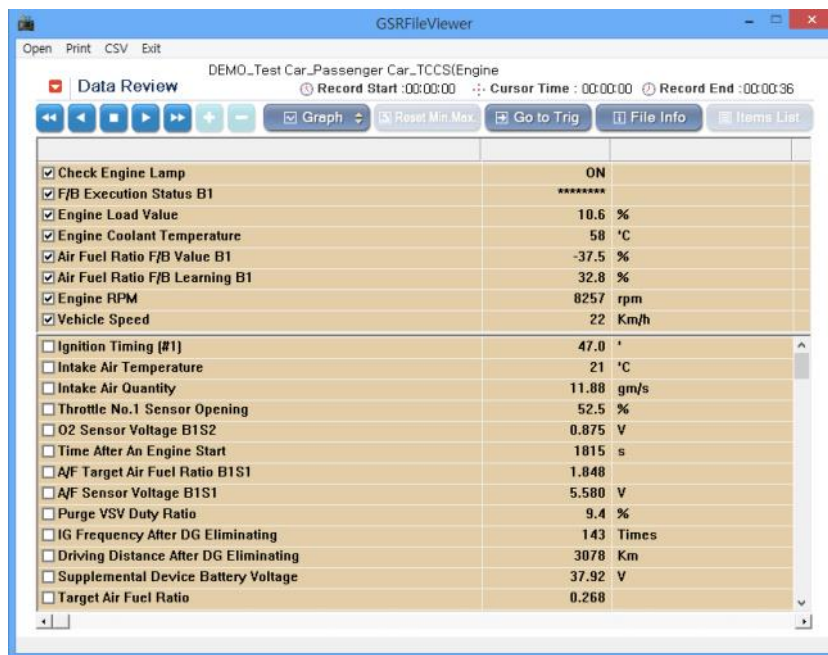 GSRFileViewer
Open Print CSV Exit
DEMO_Test Car_Passenger Car_TCCS(Engine
Data Review
Record Start :00:00:00 Cursor Time : 00:00:00 Record End :00:00:36
Graph Reset Min.Max. Go to Trig File Info Items List
Check Engine Lamp ON
F/B Execution Status B1 ********
Engine Load Value 10.6 %
Engine Coolant Temperature 58 'C
Air Fuel Ratio F/B Value B1 -37.5 %
Air Fuel Ratio F/B Learning B1 32.8 %
Engine RPM 8257 rpm
Vehicle Speed 22 Km/h
Ignition Timing (#1) 47.0 '
Intake Air Temperature 21 'C
Intake Air Quantity 11.88 gm/s
Throttle No.1 Sensor Opening 52.5 %
O2 Sensor Voltage B1S2 0.875 V
Time After An Engine Start 1815 s
A/F Target Air Fuel Ratio B1S1 1.848
A/F Sensor Voltage B1S1 5.580 V
Purge VSV Duty Ratio 9.4 %
IG Frequency After DG Eliminating 143 Times
Driving Distance After DG Eliminating 3078 Km
Supplemental Device Battery Voltage 37.92 V
Target Air Fuel Ratio 0.268